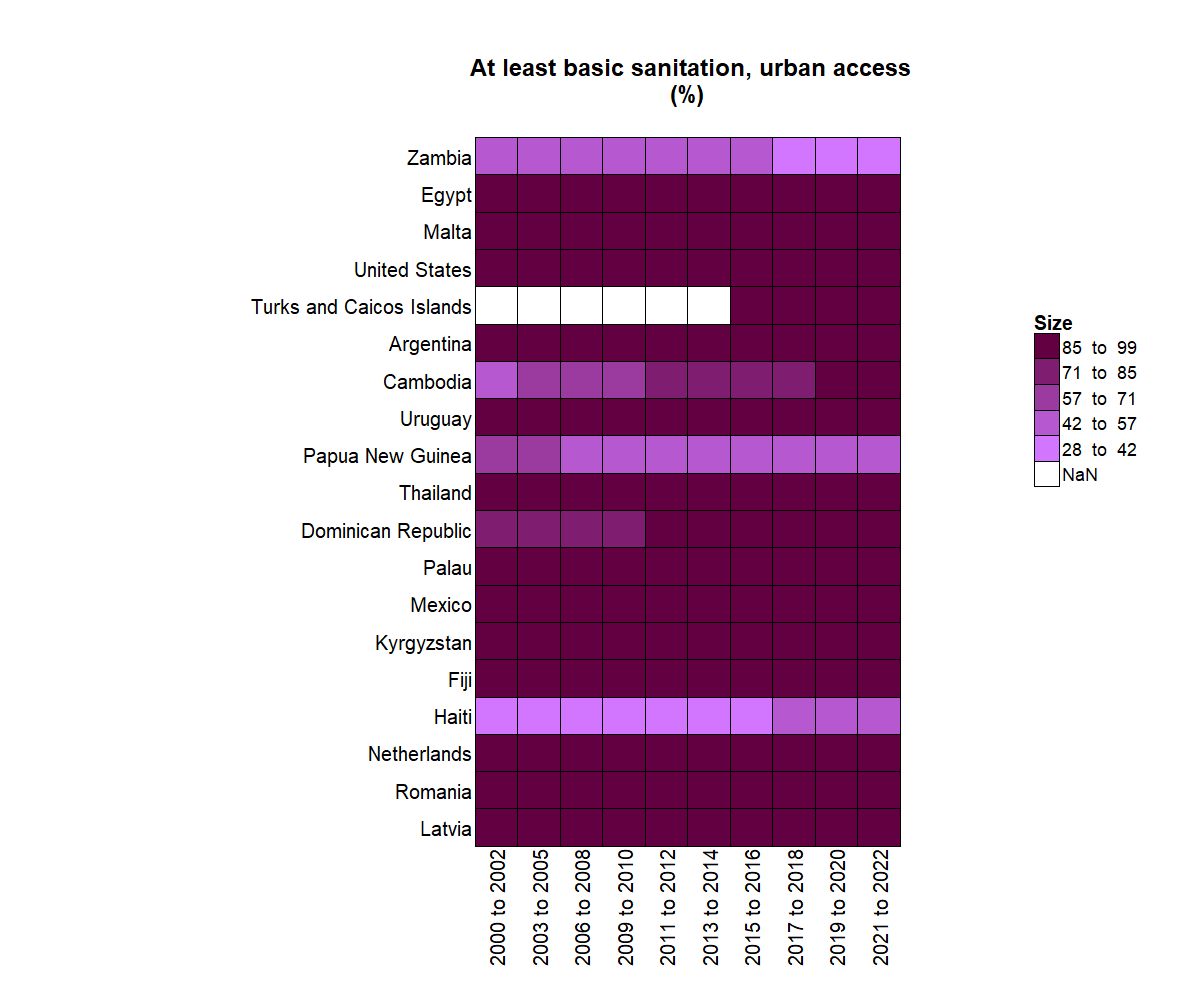 At least basic sanitation, urban access
(%)
Zambia
Egypt
Malta
United States
Turks and Caicos Islands
Argentina
Cambodia
Uruguay
Papua New Guinea
Thailand
Dominican Republic
Palau
Mexico
Kyrgyzstan
Fiji
Haiti
Netherlands
Romania
Latvia
2000 to 2002
2003 to 2005
2006 to 2008
2009 to 2010
2011 to 2012
2013 to 2014
2015 to 2016
2017 to 2018
2019 to 2020
2021 to 2022
Size
85 to 99
71 to 85
57 to 71
42 to 57
28 to 42
NaN